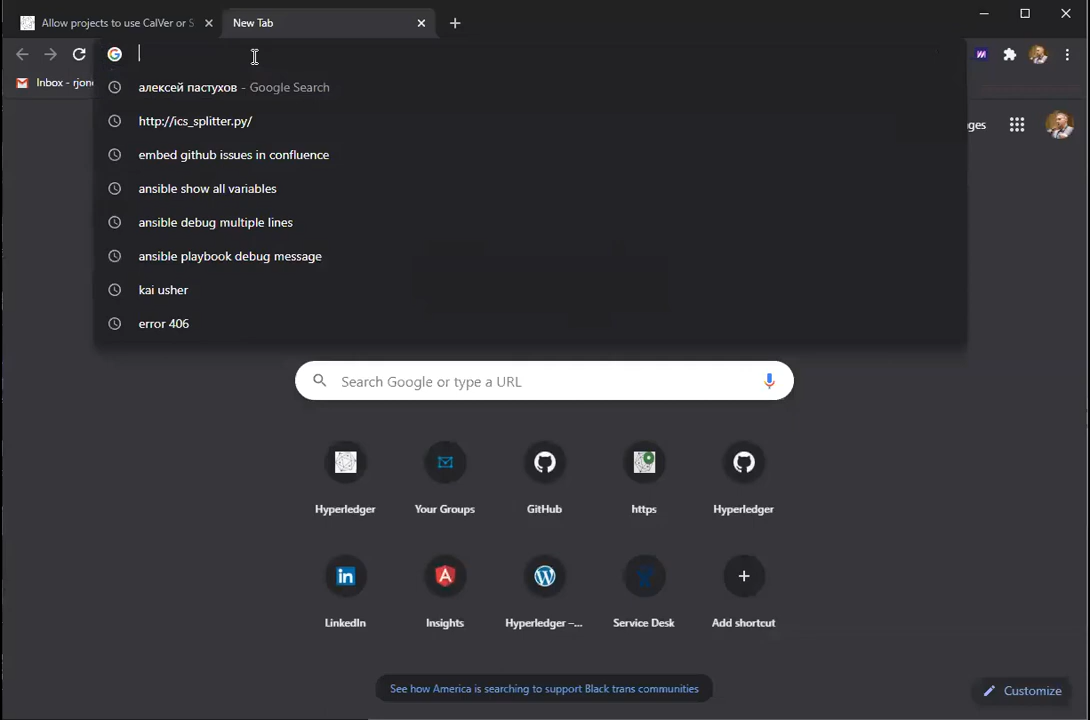 Allow projects to use CalVer or S
New Tab
Inbox - rjone
алексей пастухов - Google Search
http://ics_splitter.py/
embed github issues in confluence
ansible show all variables
ansible debug multiple lines
ansible playbook debug message
kai usher
error 406
ges
Search Google or type a URL
Hyperledger
Your Groups
GitHub
https
Hyperledger
LinkedIn
Insights
Hyperledger –...
Service Desk
Add shortcut
See how America is searching to support Black trans communities
Customize